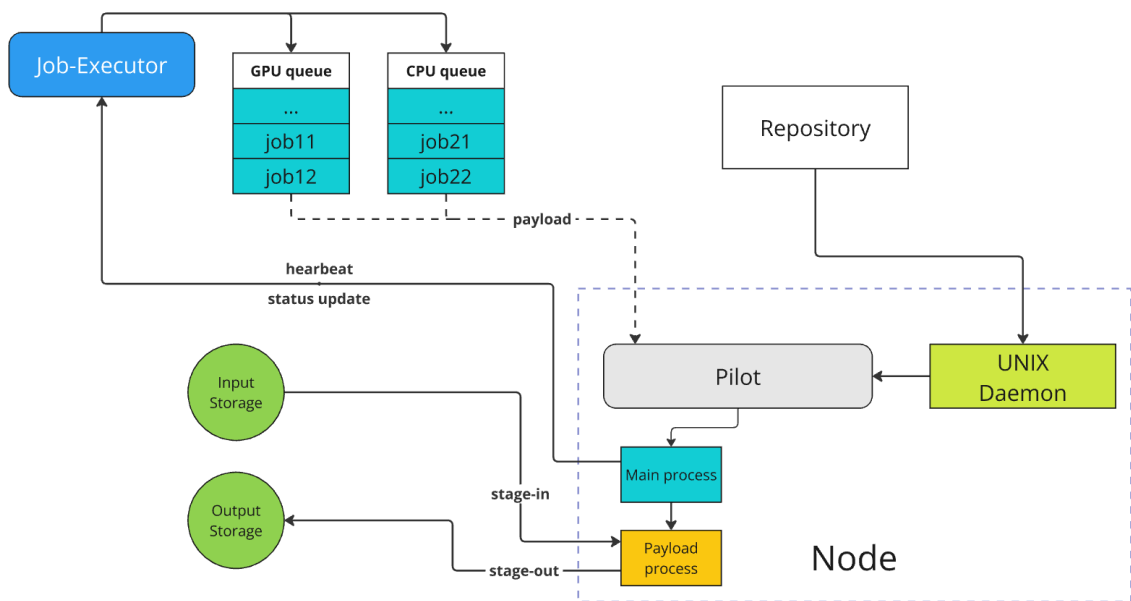 Job-Executor
GPU queue
...
job11
job12
CPU queue
...
job21
job22
Repository
payload
hearbeat
status update
Input
Storage
Pilot
UNIX
Daemon
Main process
stage-in
Output
Storage
Payload
process
stage-out
Node